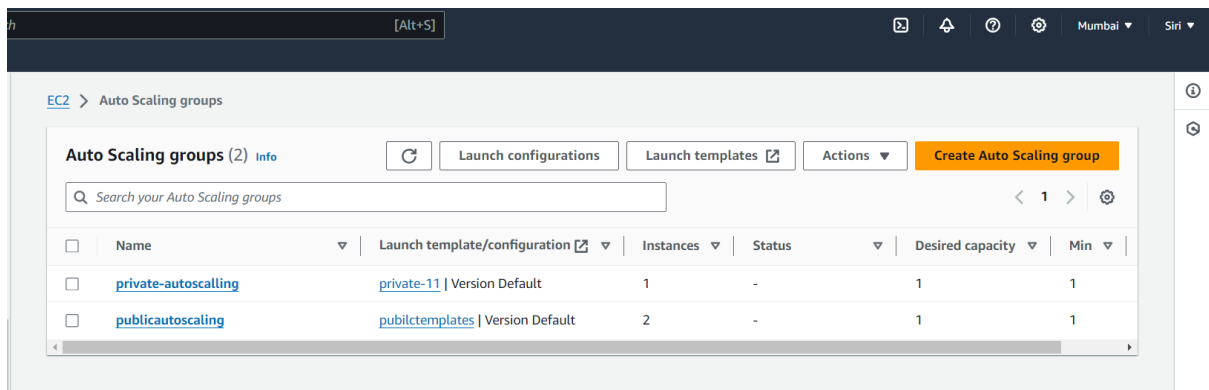 [Alt+S] Mumbai ▼ Siri ▼
EC2 > Auto Scaling groups
Auto Scaling groups (2) Info Launch configurations Launch templates Actions ▼ Create Auto Scaling group
Search your Auto Scaling groups 1
Name Launch template/configuration Instances Status Desired capacity Min
private-autoscalling private-11 | Version Default 1 - 1 1
publicautoscaling pubilctemplates | Version Default 2 - 1 1